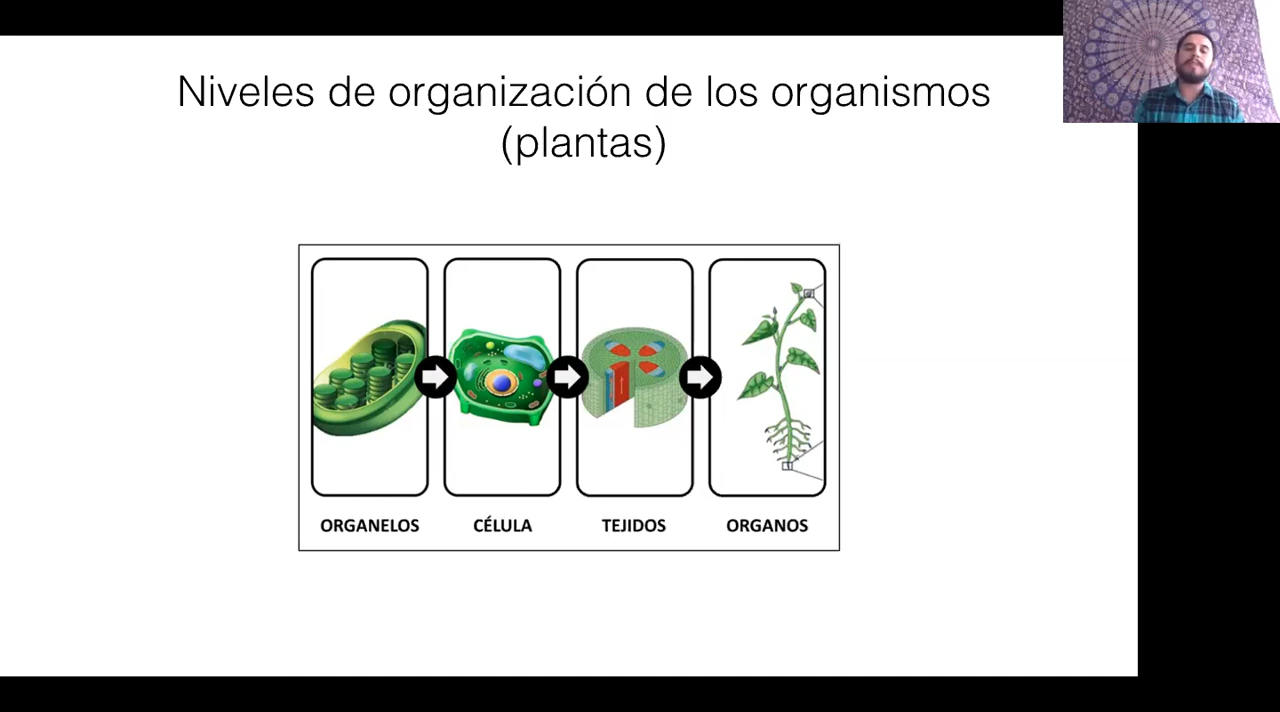 Niveles de organización de los organismos
(plantas)
ORGANELOS
CÉLULA
TEJIDOS
ORGANOS